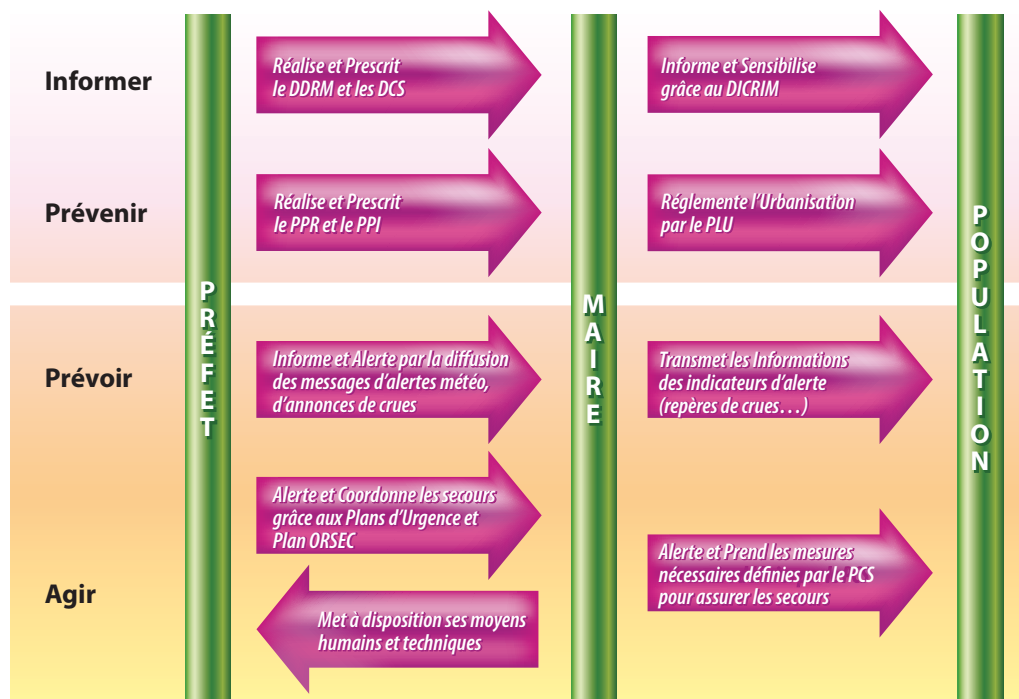 Informer
Réalise et Prescrit
le DDRM et les DCS
Informe et Sensibilise
grâce au DICRIM
Prévenir
Réalise et Prescrit
le PPR et le PPI
Réglemente l'Urbanisation
par le PLU
PRÉFET
MAIRE
POPULATION
Prévoir
Informe et Alerte par la diffusion
des messages d'alertes météo,
d'annonces de crues
Transmet les Informations
des indicateurs d'alerte
(repères de crues…)
Agir
Alerte et Coordonne les secours
grâce aux Plans d'Urgence et
Plan ORSEC
Met à disposition ses moyens
humains et techniques
Alerte et Prend les mesures
nécessaires définies par le PCS
pour assurer les secours